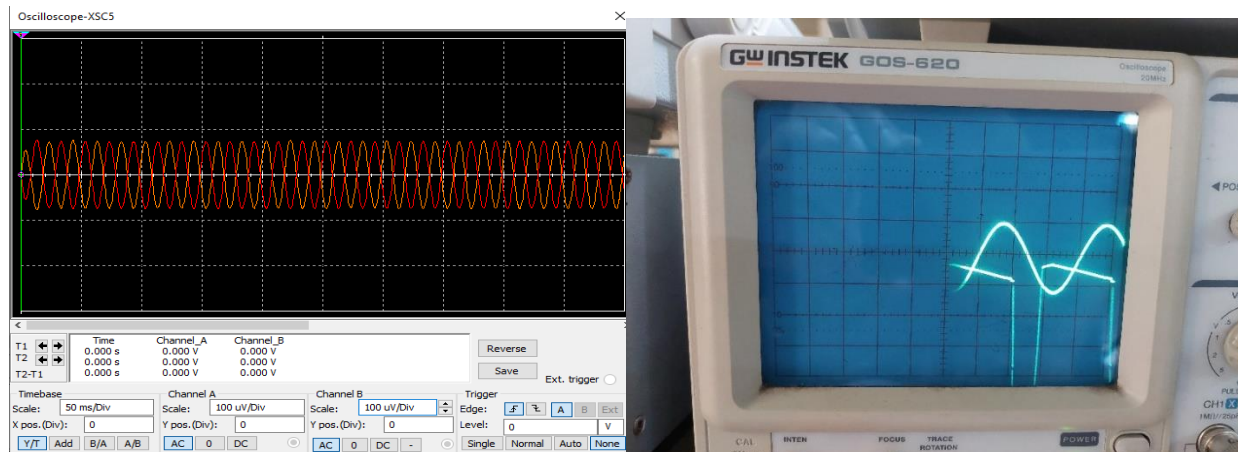 Oscilloscope-XSC5
T1
T2
T2-T1
Time Channel_A Channel_B
0.000 s 0.000 V 0.000 V
0.000 s 0.000 V 0.000 V
0.000 s 0.000 V 0.000 V
Reverse
Save
Ext. trigger
Timebase
Scale: 50 ms/Div
X pos.(Div): 0
Y/T Add B/A A/B
Channel A
Scale: 100 uV/Div
Y pos.(Div): 0
AC 0 DC
Channel B
Scale: 100 uV/Div
Y pos.(Div): 0
AC 0 DC -
Trigger
Edge: A B Ext
Level: 0 V
Single Normal Auto None
GW INSTEK GOS-620
Oscilloscope
20MHz
CAL
INTEN FOCUS TRACE ROTATION POWER
CH1